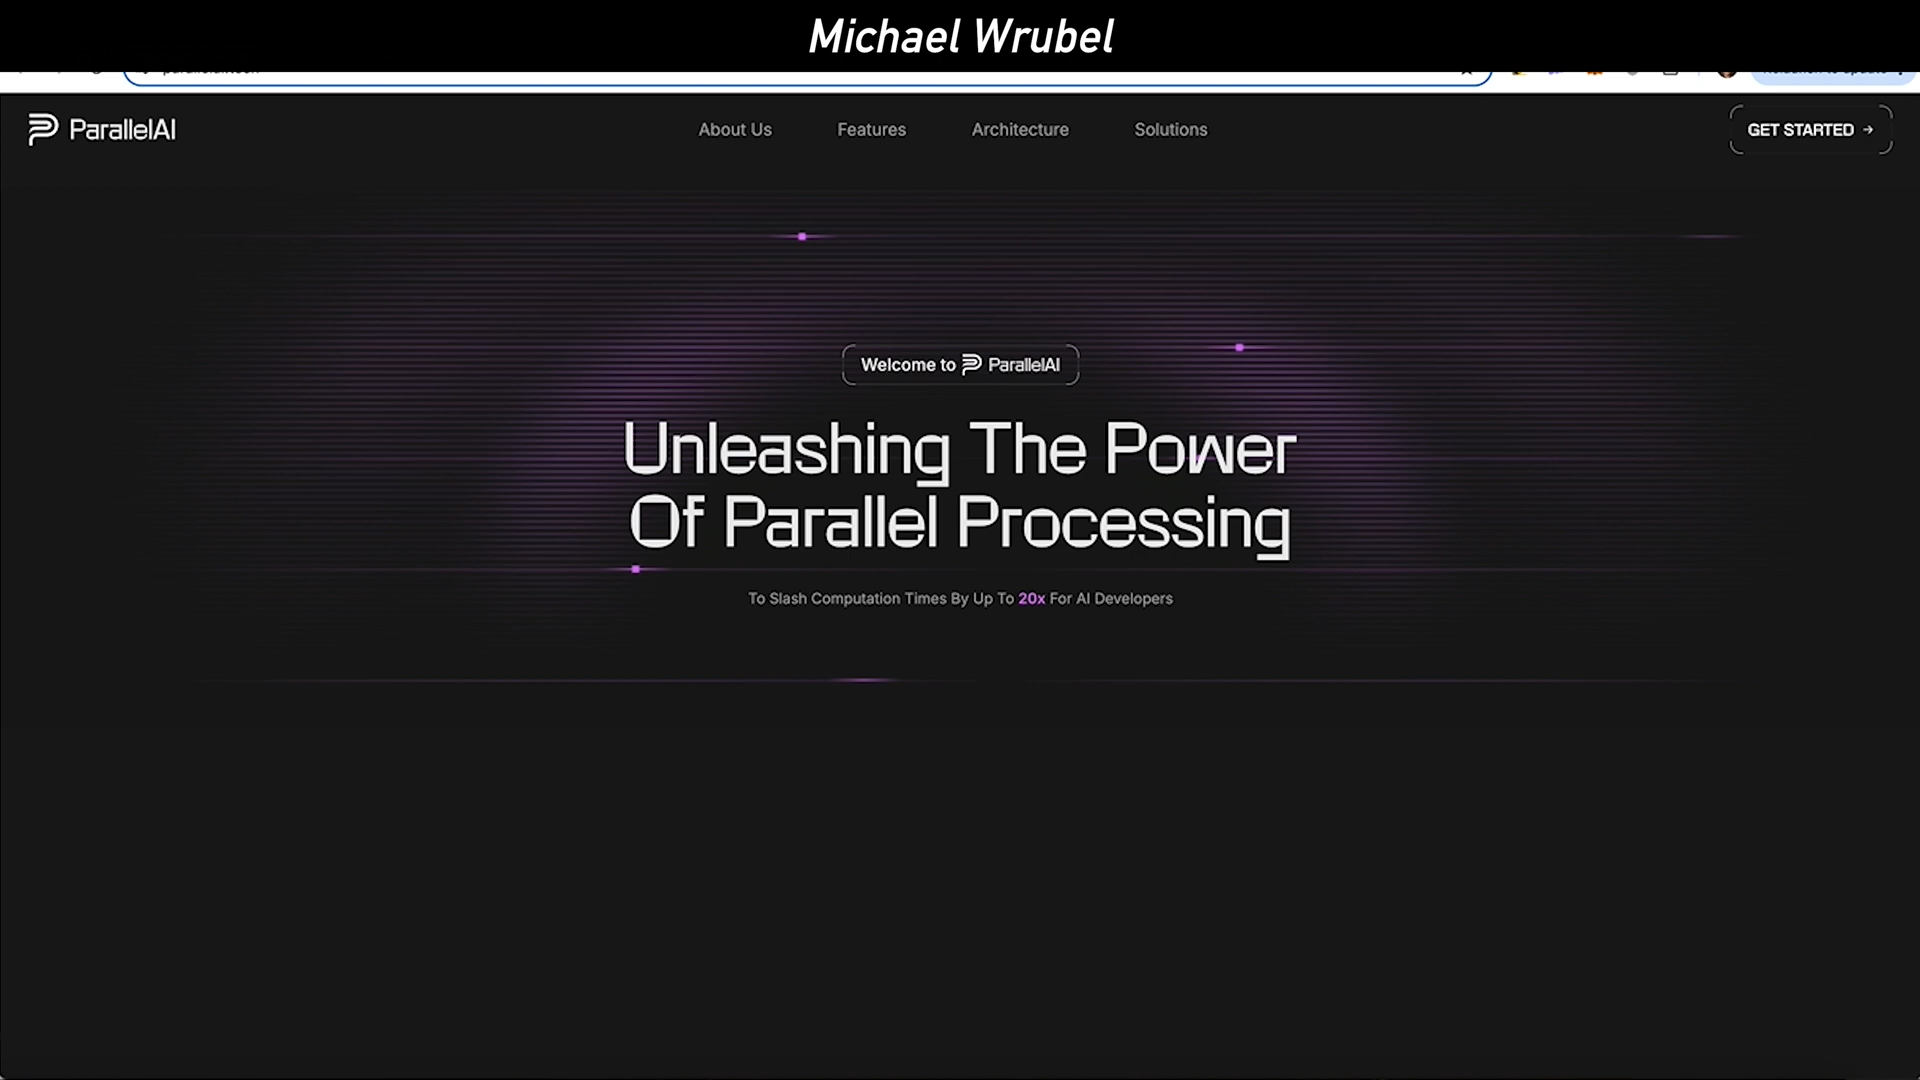 Michael Wrubel
ParallelAI
About Us
Features
Architecture
Solutions
GET STARTED →
Welcome to ParallelAI
Unleashing The Power
Of Parallel Processing
To Slash Computation Times By Up To 20x For AI Developers